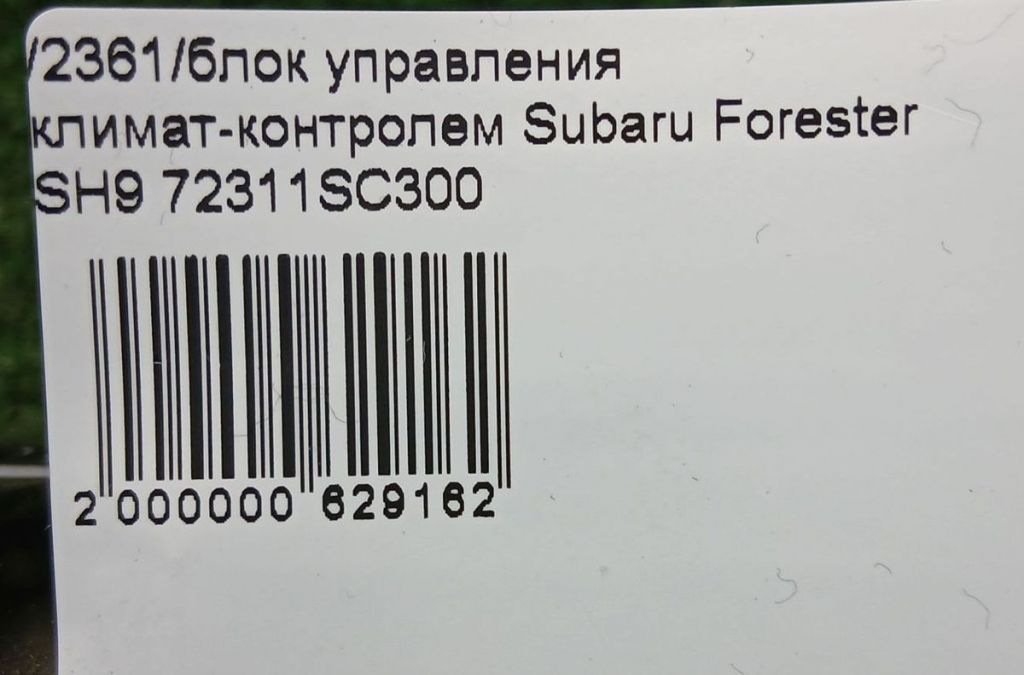 /2361/блок управления
климат-контролем Subaru Forester
SH9 72311SC300
2 000000 629162